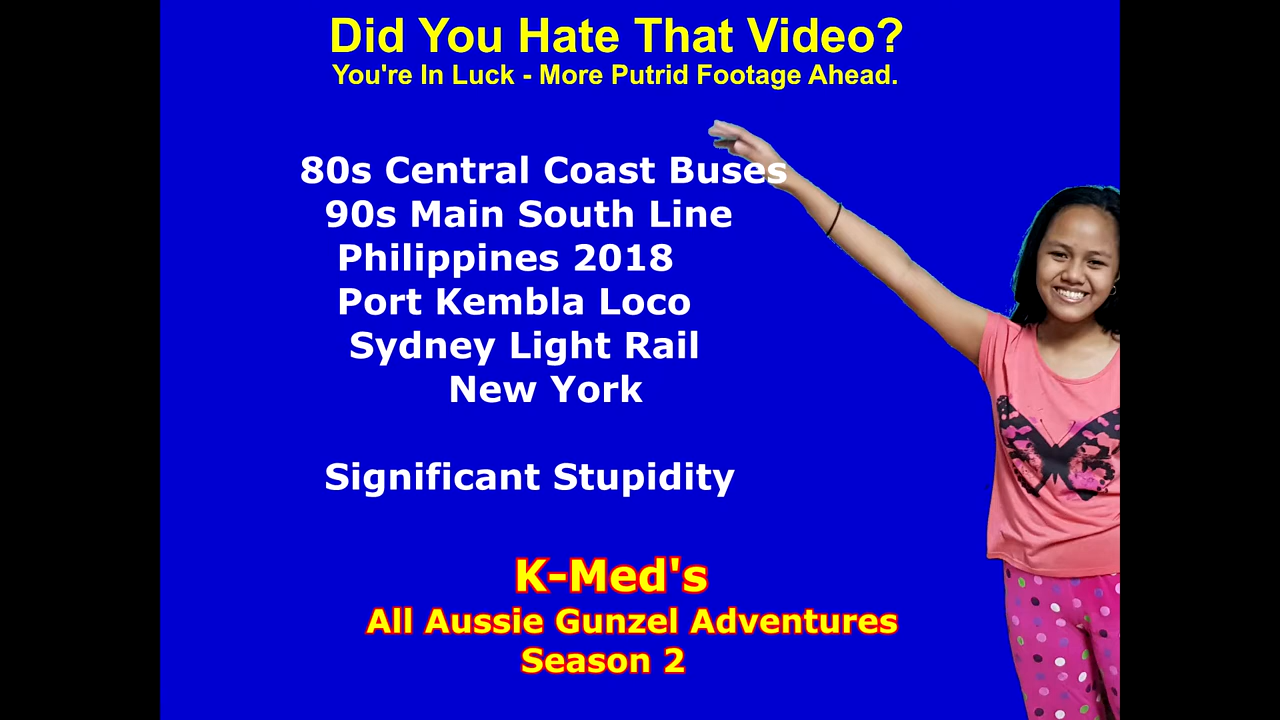 Did You Hate That Video?
You're In Luck - More Putrid Footage Ahead.
80s Central Coast Buses
90s Main South Line
Philippines 2018
Port Kembla Loco
Sydney Light Rail
New York
Significant Stupidity
K-Med's
All Aussie Gunzel Adventures
Season 2